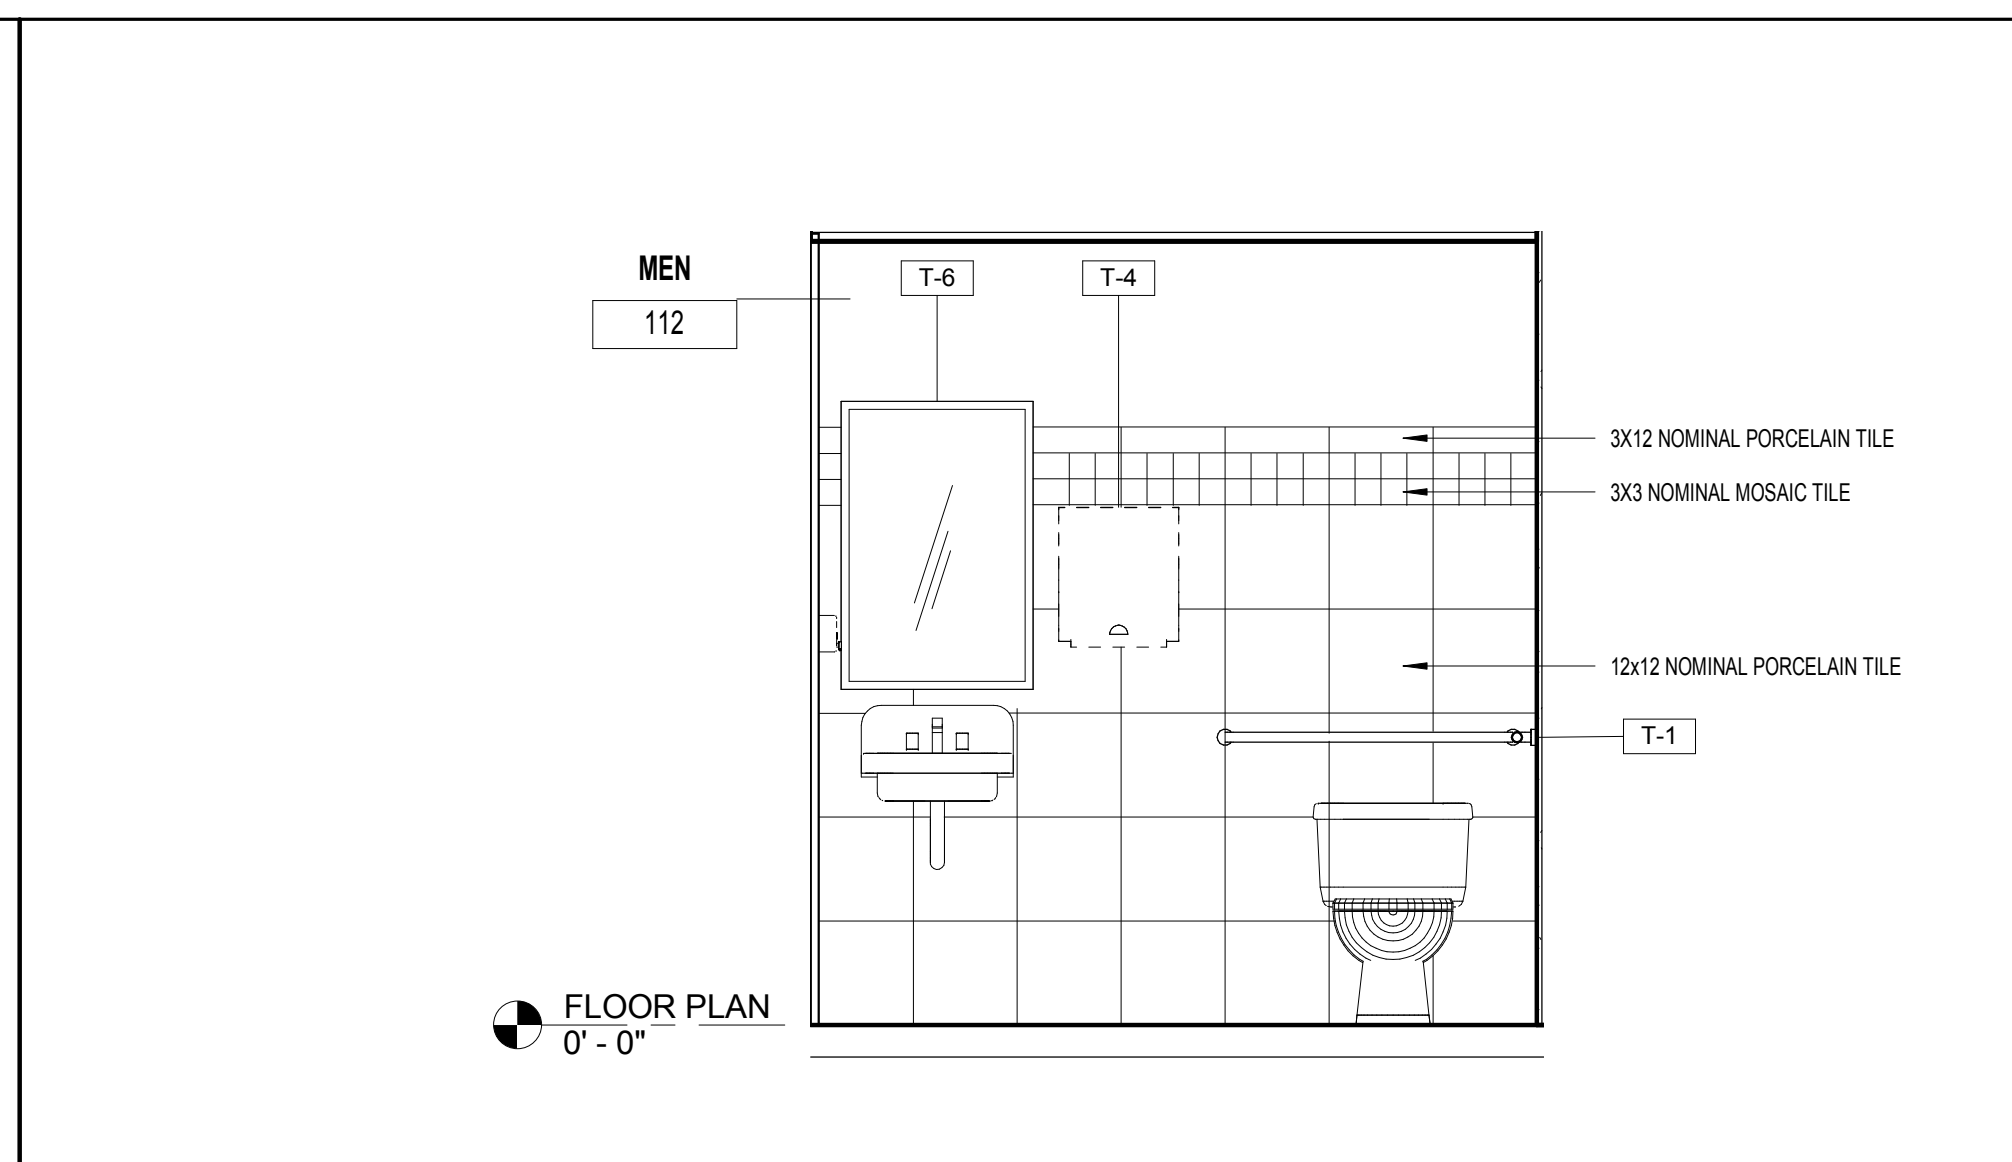 MEN
112
T-6
T-4
3X12 NOMINAL PORCELAIN TILE
3X3 NOMINAL MOSAIC TILE
12x12 NOMINAL PORCELAIN TILE
T-1
FLOOR PLAN
0' - 0"